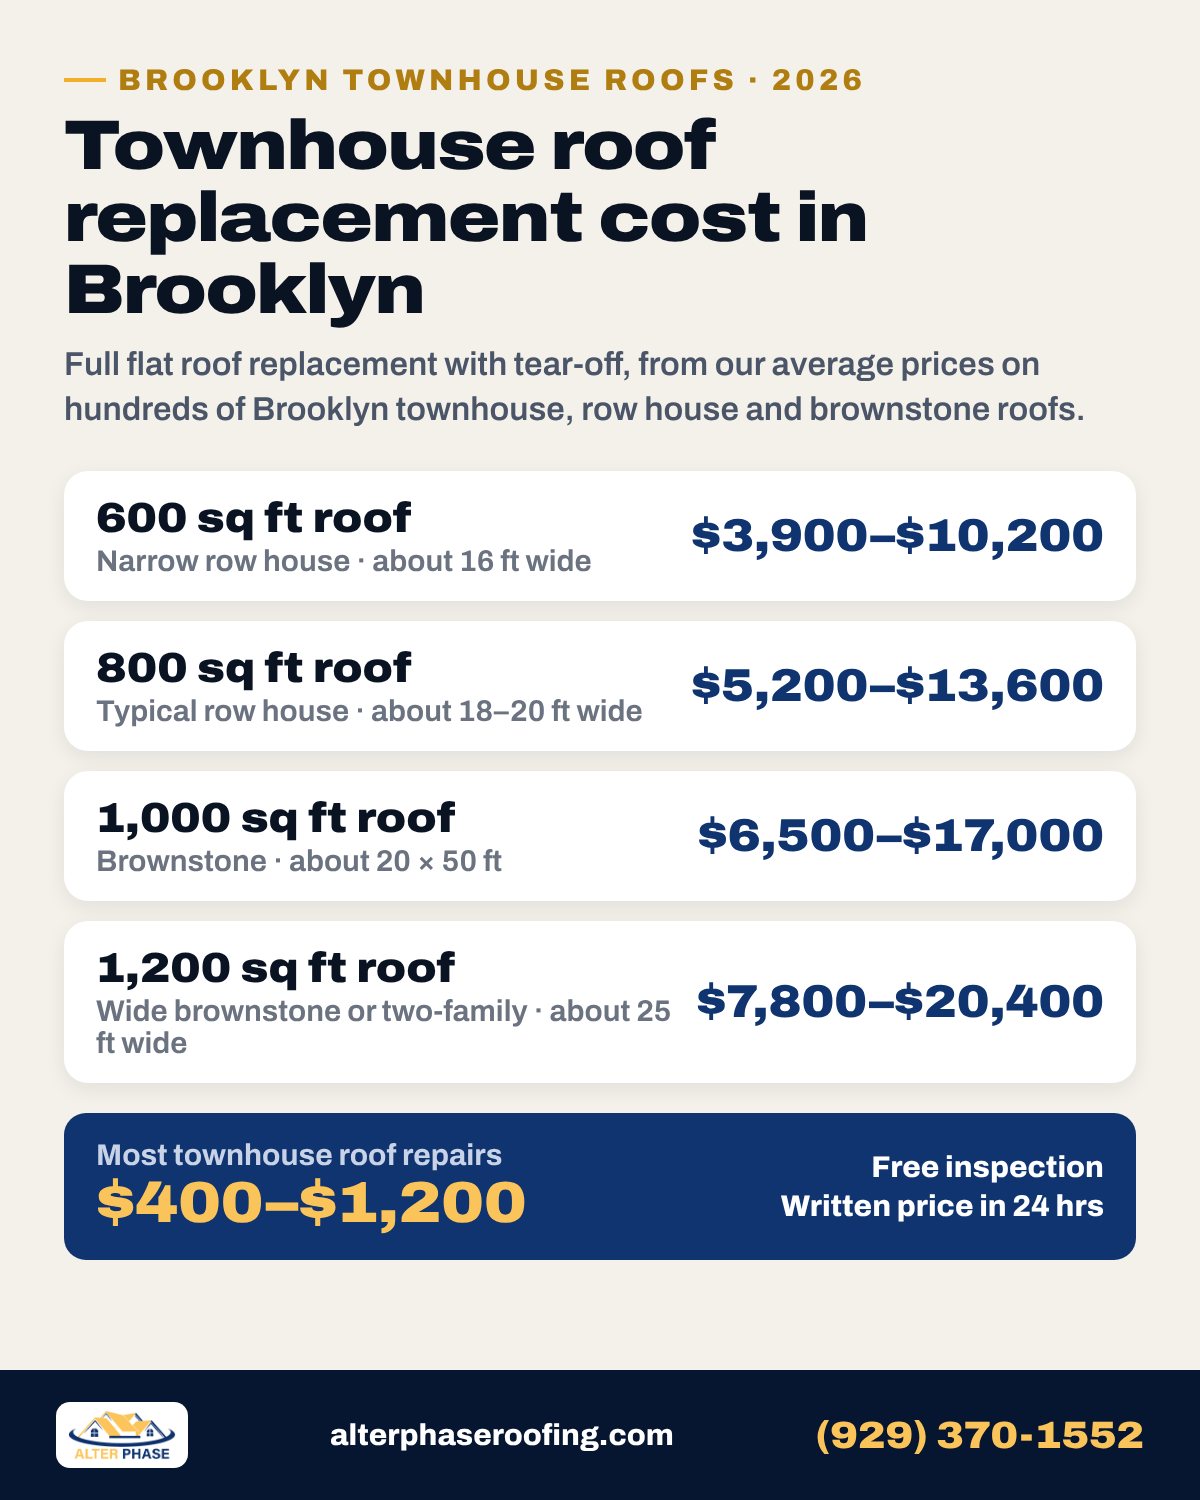 BROOKLYN TOWNHOUSE ROOFS · 2026
Townhouse roof
replacement cost in
Brooklyn
Full flat roof replacement with tear-off, from our average prices on
hundreds of Brooklyn townhouse, row house and brownstone roofs.
600 sq ft roof
Narrow row house · about 16 ft wide
$3,900–$10,200
800 sq ft roof
Typical row house · about 18–20 ft wide
$5,200–$13,600
1,000 sq ft roof
Brownstone · about 20 × 50 ft
$6,500–$17,000
1,200 sq ft roof
Wide brownstone or two-family · about 25
ft wide
$7,800–$20,400
Most townhouse roof repairs
$400–$1,200
Free inspection
Written price in 24 hrs
ALTER PHASE
alterphaseroofing.com
(929) 370-1552